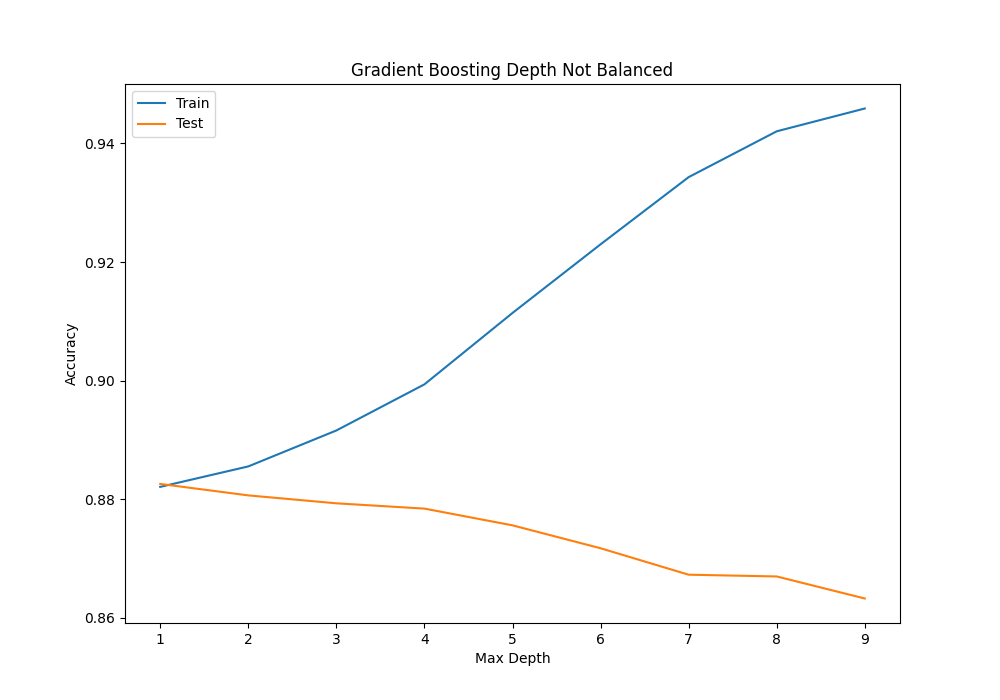 Gradient Boosting Depth Not Balanced
Train
Test
0.94
0.92
0.90
0.88
0.86
Accuracy
1 2 3 4 5 6 7 8 9
Max Depth